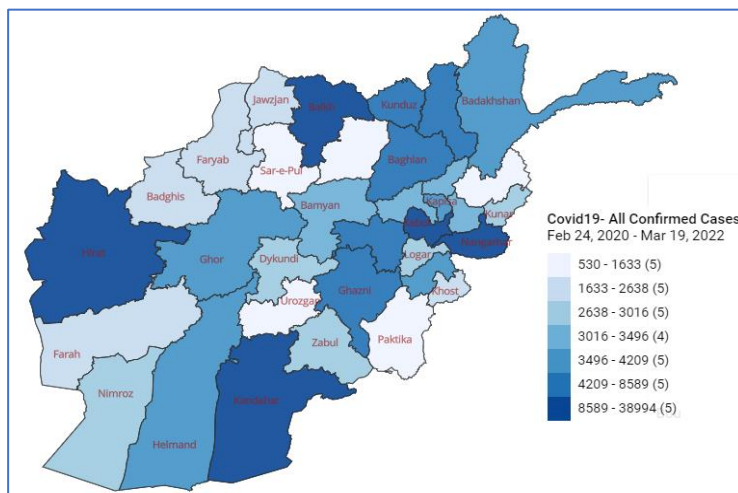 Jawzjan
Balkh
Kunduz
Badakhshan
Faryab
Sar-e-Pul
Baghlan
Badghis
Bamyan
Kapisa
Kunar
Kabul
Nangarhar
Hirat
Ghor
Dykundi
Logar
Urozgan
Ghazni
Khost
Farah
Zabul
Paktika
Nimroz
Kandahar
Helmand
Covid19- All Confirmed Cases
Feb 24, 2020 - Mar 19, 2022
530 - 1633 (5)
1633 - 2638 (5)
2638 - 3016 (5)
3016 - 3496 (4)
3496 - 4209 (5)
4209 - 8589 (5)
8589 - 38994 (5)